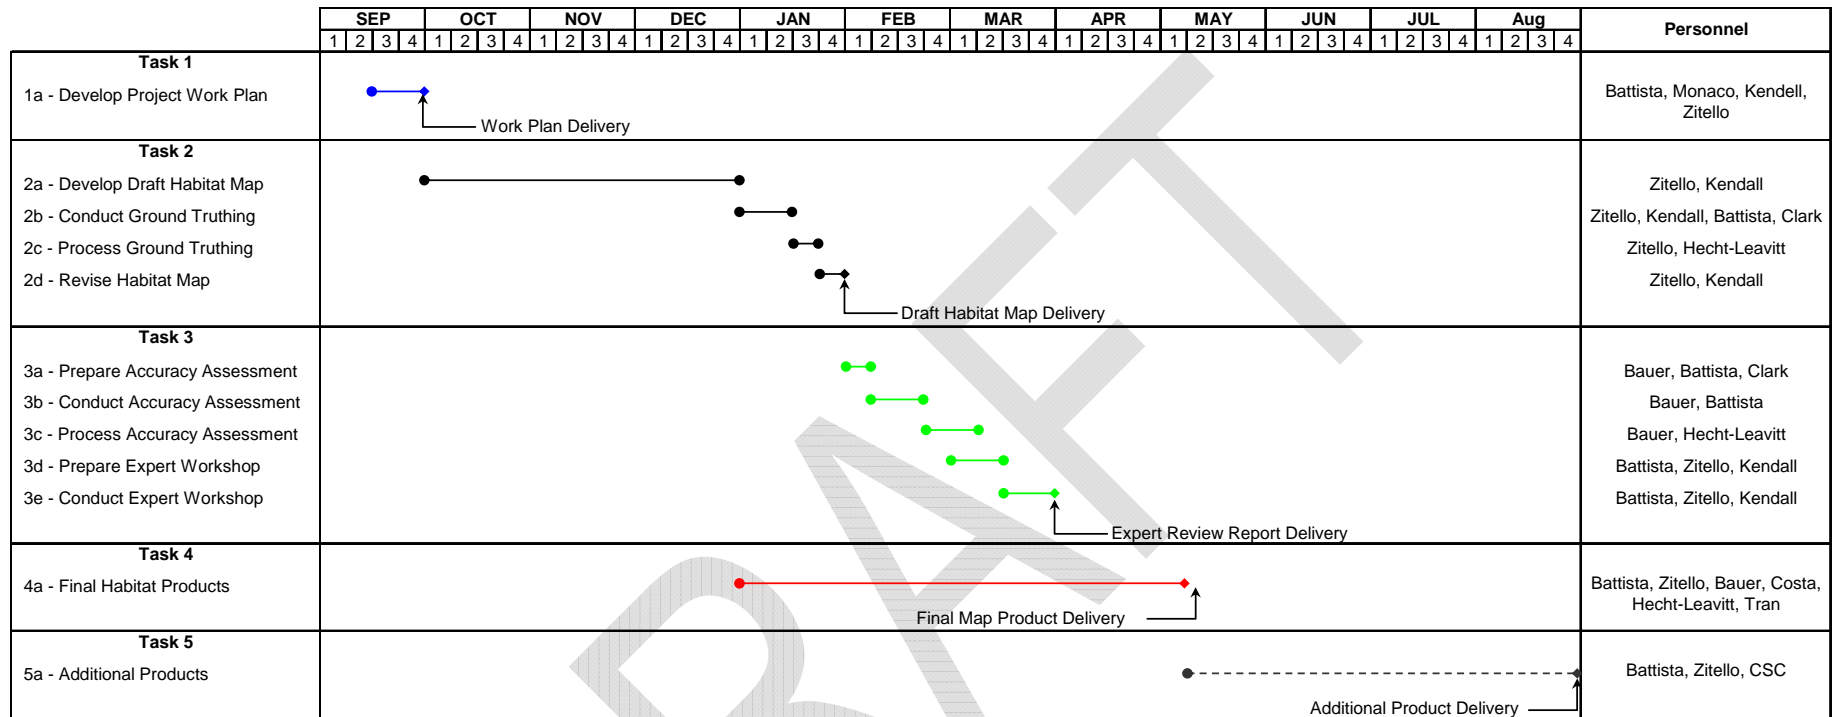 SEP OCT NOV DEC JAN FEB MAR APR MAY JUN JUL Aug Personnel
1 2 3 4 1 2 3 4 1 2 3 4 1 2 3 4 1 2 3 4 1 2 3 4 1 2 3 4 1 2 3 4 1 2 3 4 1 2 3 4 1 2 3 4 1 2 3 4
Task 1
1a - Develop Project Work Plan
Battista, Monaco, Kendell,
Zitello
Work Plan Delivery
Task 2
2a - Develop Draft Habitat Map
Zitello, Kendall
2b - Conduct Ground Truthing
Zitello, Kendall, Battista, Clark
2c - Process Ground Truthing
Zitello, Hecht-Leavitt
2d - Revise Habitat Map
Zitello, Kendall
Draft Habitat Map Delivery
Task 3
3a - Prepare Accuracy Assessment
Bauer, Battista, Clark
3b - Conduct Accuracy Assessment
Bauer, Battista
3c - Process Accuracy Assessment
Bauer, Hecht-Leavitt
3d - Prepare Expert Workshop
Battista, Zitello, Kendall
3e - Conduct Expert Workshop
Battista, Zitello, Kendall
Expert Review Report Delivery
Task 4
4a - Final Habitat Products
Battista, Zitello, Bauer, Costa,
Hecht-Leavitt, Tran
Final Map Product Delivery
Task 5
5a - Additional Products
Battista, Zitello, CSC
Additional Product Delivery
DRAFT